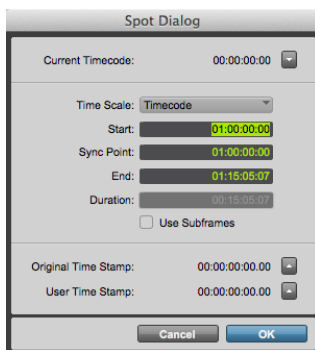 Spot Dialog
Current Timecode: 00:00:00:00
Time Scale: Timecode
Start: 01:00:00:00
Sync Point: 01:00:00:00
End: 01:15:05:07
Duration: 00:15:05:07
Use Subframes
Original Time Stamp: 00:00:00:00.00
User Time Stamp: 00:00:00:00.00
Cancel OK